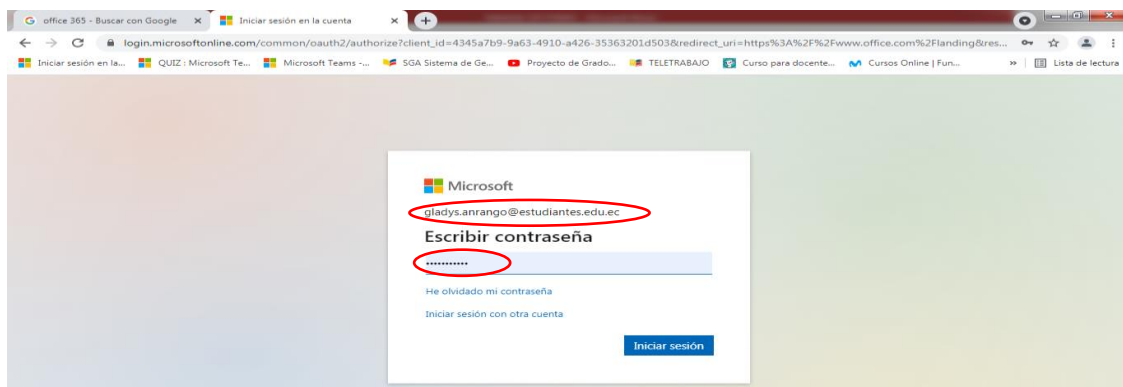 office 365 - Buscar con Google
Iniciar sesión en la cuenta
login.microsoftonline.com/common/oauth2/authorize?client_id=4345a7b9-9a63-4910-a426-35363201d503&redirect_uri=https%3A%2F%2Fwww.office.com%2Flanding&res...
Iniciar sesión en la... QUIZ : Microsoft Te... Microsoft Teams -... SGA Sistema de Ge... Proyecto de Grado... TELETRABAJO Curso para docente... Cursos Online | Fun... » Lista de lectura
Microsoft
gladys.anrango@estudiantes.edu.ec
Escribir contraseña
•••••••••••
He olvidado mi contraseña
Iniciar sesión con otra cuenta
Iniciar sesión